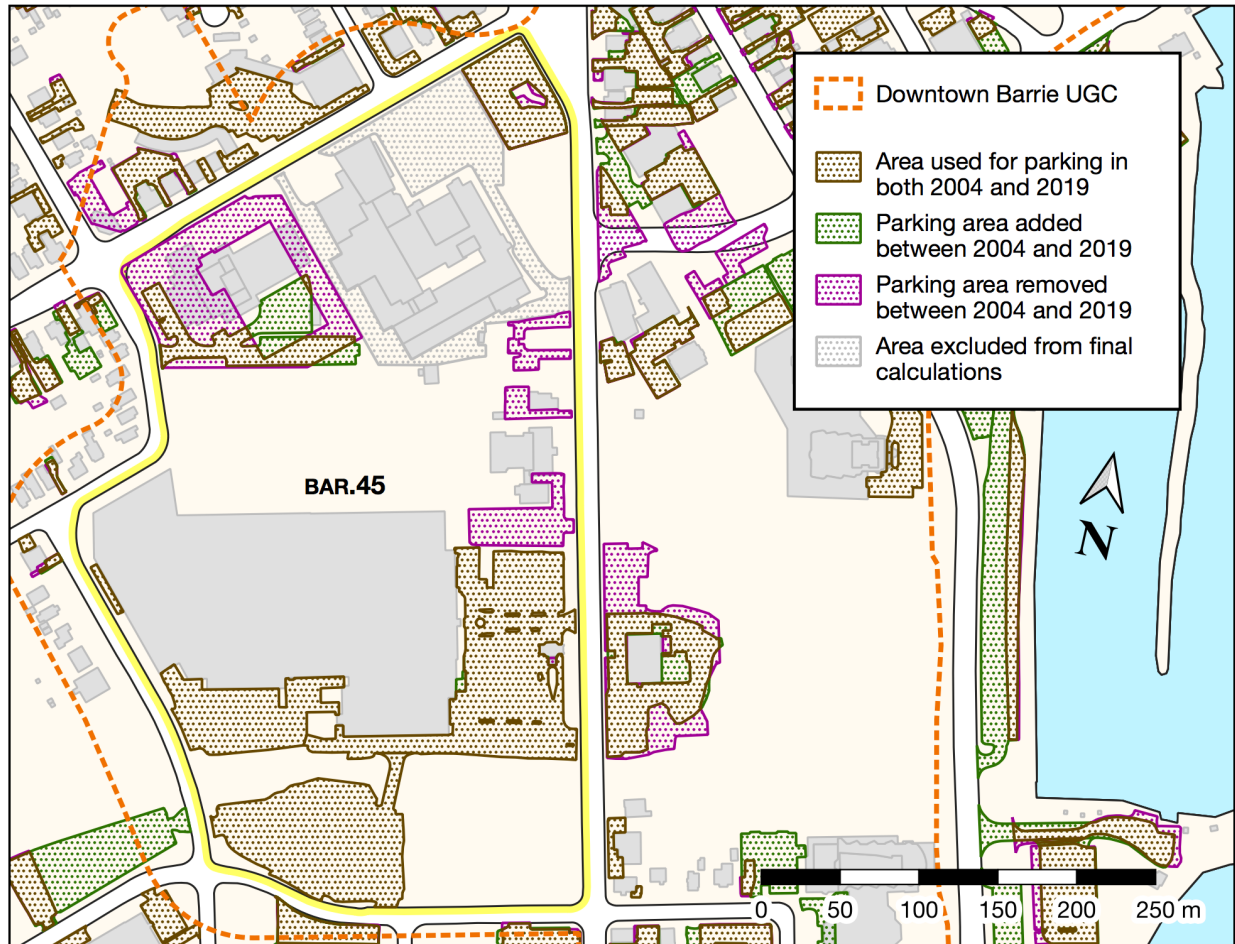 Downtown Barrie UGC
Area used for parking in
both 2004 and 2019
Parking area added
between 2004 and 2019
Parking area removed
between 2004 and 2019
Area excluded from final
calculations
BAR.45
N
0 50 100 150 200 250 m